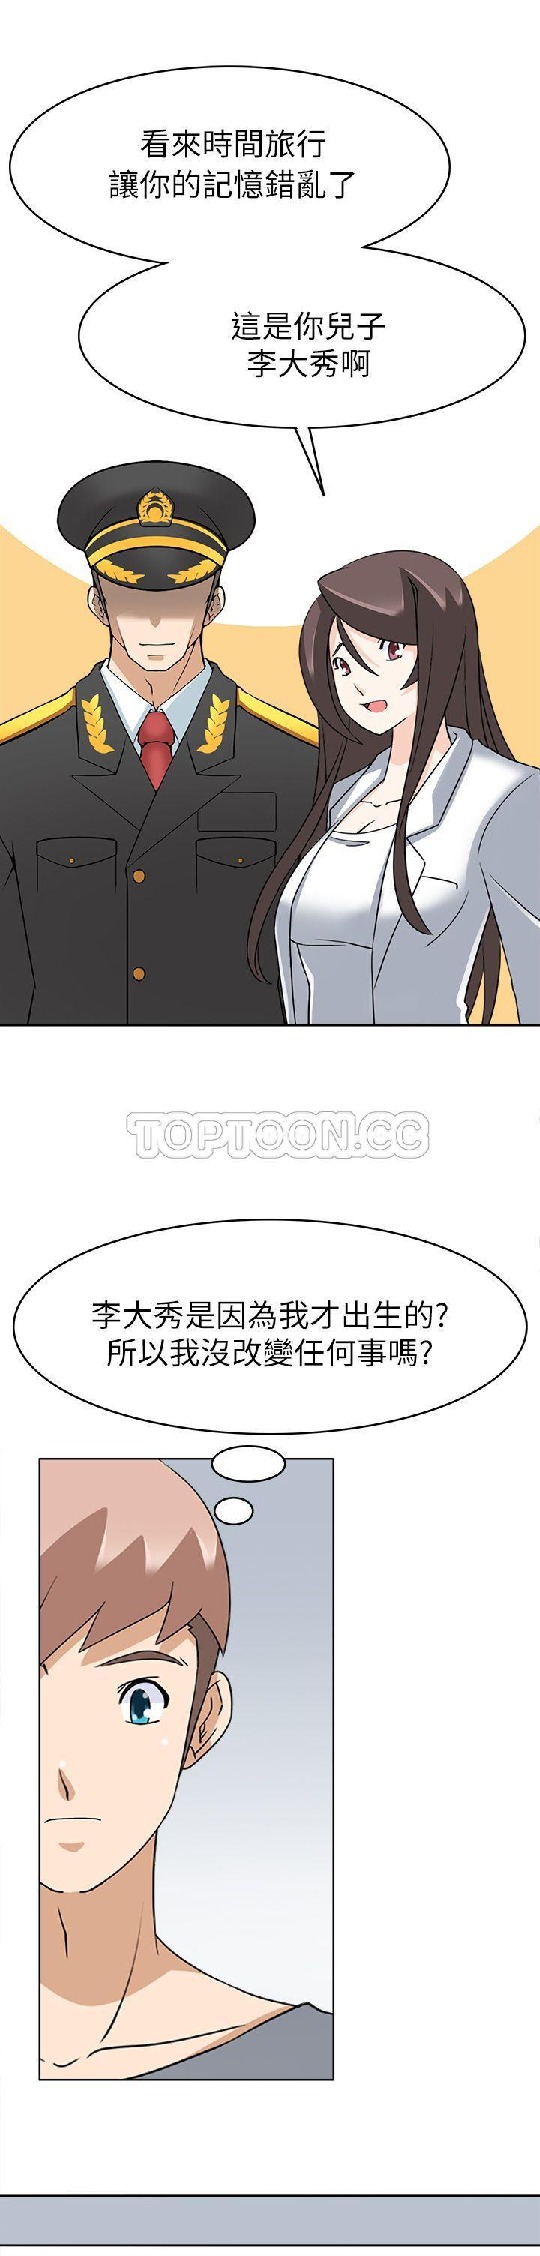 看來時間旅行
讓你的記憶錯亂了
這是你兒子
李大秀啊
TOPTOON.CC
李大秀是因為我才出生的?
所以我沒改變任何事嗎?